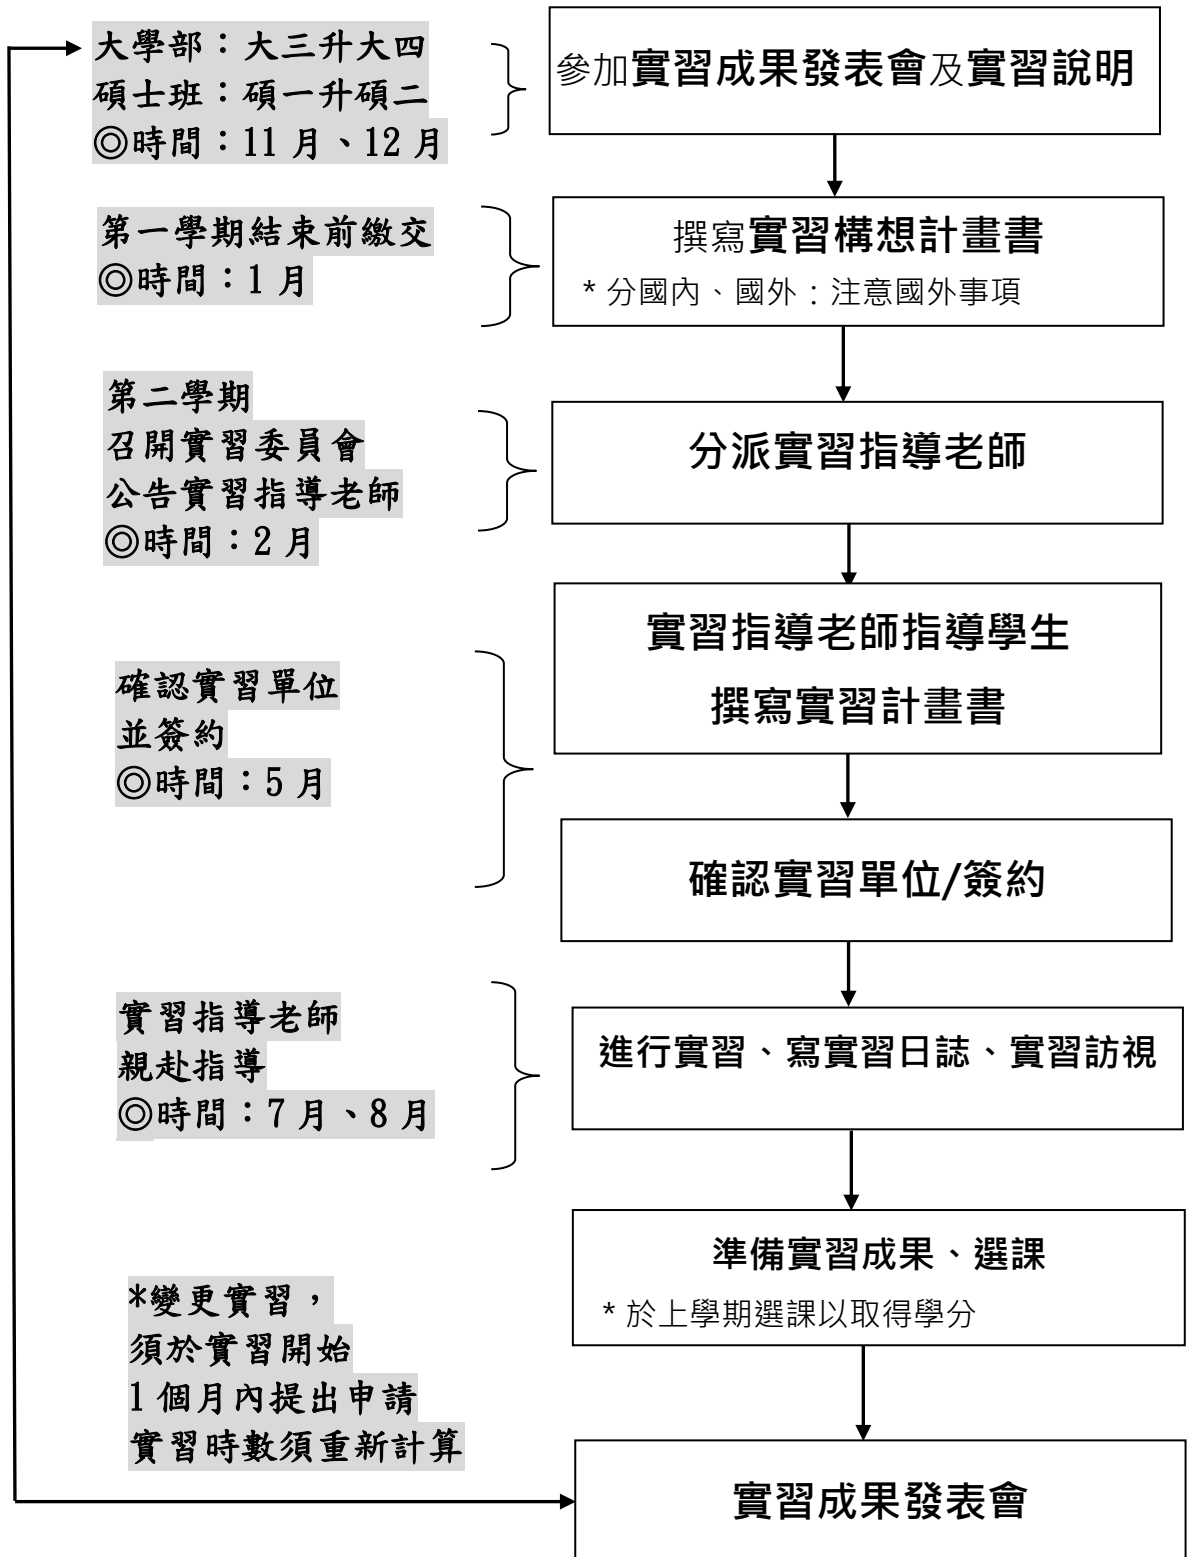 大學部：大三升大四
碩士班：碩一升碩二
◎時間：11 月、12 月
參加實習成果發表會及實習說明
第一學期結束前繳交
◎時間：1 月
撰寫實習構想計畫書
* 分國內、國外：注意國外事項
第二學期
召開實習委員會
公告實習指導老師
◎時間：2 月
分派實習指導老師
實習指導老師指導學生
撰寫實習計畫書
確認實習單位
並簽約
◎時間：5 月
確認實習單位/簽約
實習指導老師
親赴指導
◎時間：7 月、8 月
進行實習、寫實習日誌、實習訪視
準備實習成果、選課
* 於上學期選課以取得學分
*變更實習，
須於實習開始
1 個月內提出申請
實習時數須重新計算
實習成果發表會